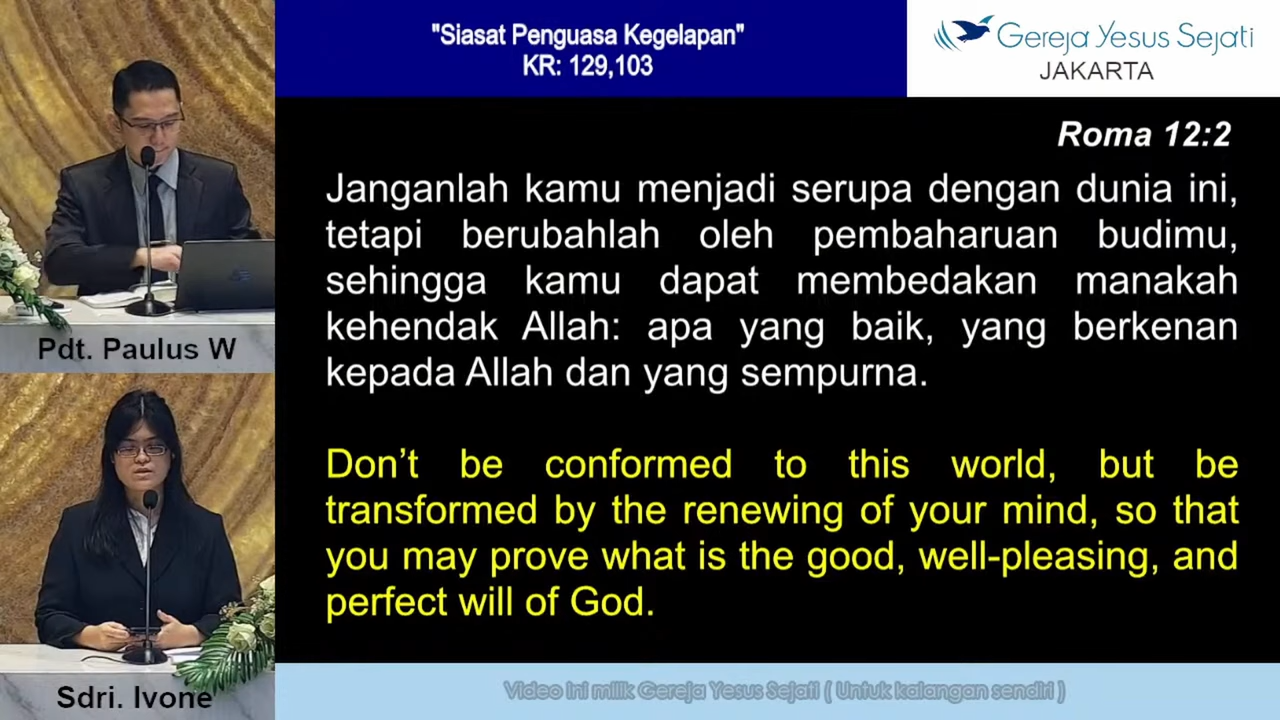 "Siasat Penguasa Kegelapan"
KR: 129,103
Gereja Yesus Sejati
JAKARTA
Roma 12:2
Janganlah kamu menjadi serupa dengan dunia ini,
tetapi berubahlah oleh pembaharuan budimu,
sehingga kamu dapat membedakan manakah
kehendak Allah: apa yang baik, yang berkenan
kepada Allah dan yang sempurna.
Don't be conformed to this world, but be
transformed by the renewing of your mind, so that
you may prove what is the good, well-pleasing, and
perfect will of God.
Pdt. Paulus W
Sdri. Ivone
Video ini milik Gereja Yesus Sejati ( Untuk kalangan sendiri )